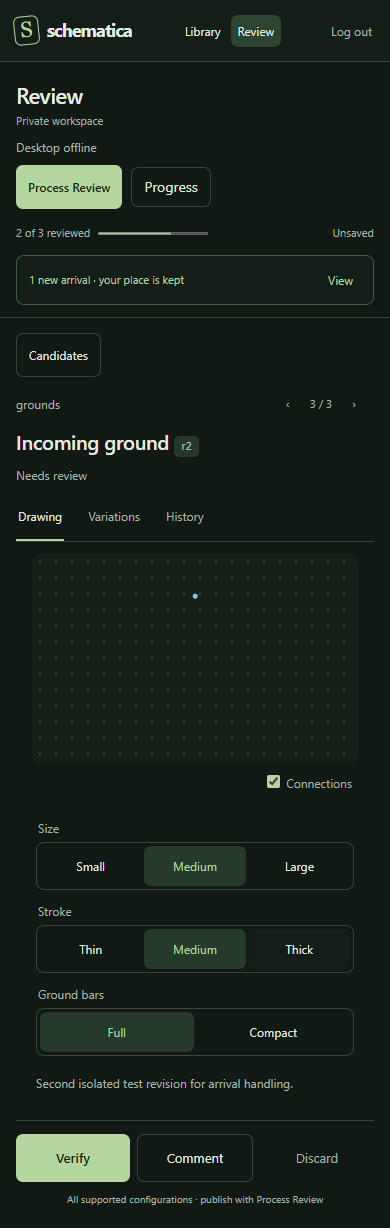 S schematica Library Review Log out
Review
Private workspace
Desktop offline
Process Review Progress
2 of 3 reviewed Unsaved
1 new arrival · your place is kept View
Candidates
grounds ‹ 3 / 3 ›
Incoming ground r2
Needs review
Drawing Variations History
Connections
Size
Small Medium Large
Stroke
Thin Medium Thick
Ground bars
Full Compact
Second isolated test revision for arrival handling.
Verify Comment Discard
All supported configurations · publish with Process Review